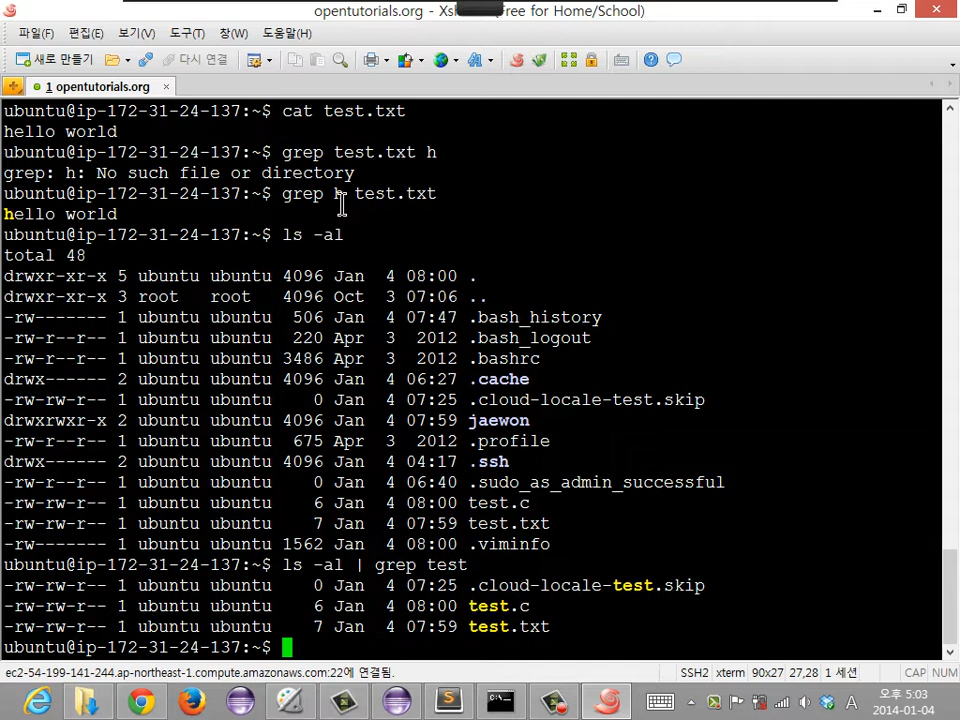 opentutorials.org - Xsh (Free for Home/School)
파일(F) 편집(E) 보기(V) 도구(T) 창(W) 도움말(H)
새로 만들기 다시 연결
1 opentutorials.org
ubuntu@ip-172-31-24-137:~$ cat test.txt
hello world
ubuntu@ip-172-31-24-137:~$ grep test.txt h
grep: h: No such file or directory
ubuntu@ip-172-31-24-137:~$ grep h test.txt
hello world
ubuntu@ip-172-31-24-137:~$ ls -al
total 48
drwxr-xr-x 5 ubuntu ubuntu 4096 Jan  4 08:00 .
drwxr-xr-x 3 root   root   4096 Oct  3 07:06 ..
-rw------- 1 ubuntu ubuntu  506 Jan  4 07:47 .bash_history
-rw-r--r-- 1 ubuntu ubuntu  220 Apr  3  2012 .bash_logout
-rw-r--r-- 1 ubuntu ubuntu 3486 Apr  3  2012 .bashrc
drwx------ 2 ubuntu ubuntu 4096 Jan  4 06:27 .cache
-rw-r--r-- 1 ubuntu ubuntu    0 Jan  4 07:25 .cloud-locale-test.skip
drwxrwxr-x 2 ubuntu ubuntu 4096 Jan  4 07:59 jaewon
-rw-r--r-- 1 ubuntu ubuntu  675 Apr  3  2012 .profile
drwx------ 2 ubuntu ubuntu 4096 Jan  4 04:17 .ssh
-rw-r--r-- 1 ubuntu ubuntu    0 Jan  4 06:40 .sudo_as_admin_successful
-rw-rw-r-- 1 ubuntu ubuntu    6 Jan  4 08:00 test.c
-rw-rw-r-- 1 ubuntu ubuntu    7 Jan  4 07:59 test.txt
-rw------- 1 ubuntu ubuntu 1562 Jan  4 08:00 .viminfo
ubuntu@ip-172-31-24-137:~$ ls -al | grep test
-rw-r--r-- 1 ubuntu ubuntu    0 Jan  4 07:25 .cloud-locale-test.skip
-rw-rw-r-- 1 ubuntu ubuntu    6 Jan  4 08:00 test.c
-rw-rw-r-- 1 ubuntu ubuntu    7 Jan  4 07:59 test.txt
ubuntu@ip-172-31-24-137:~$
ec2-54-199-141-244.ap-northeast-1.compute.amazonaws.com:22에 연결됨. SSH2 xterm 90x27 27,28 1 세션 CAP NUM
A 오후 5:03
2014-01-04